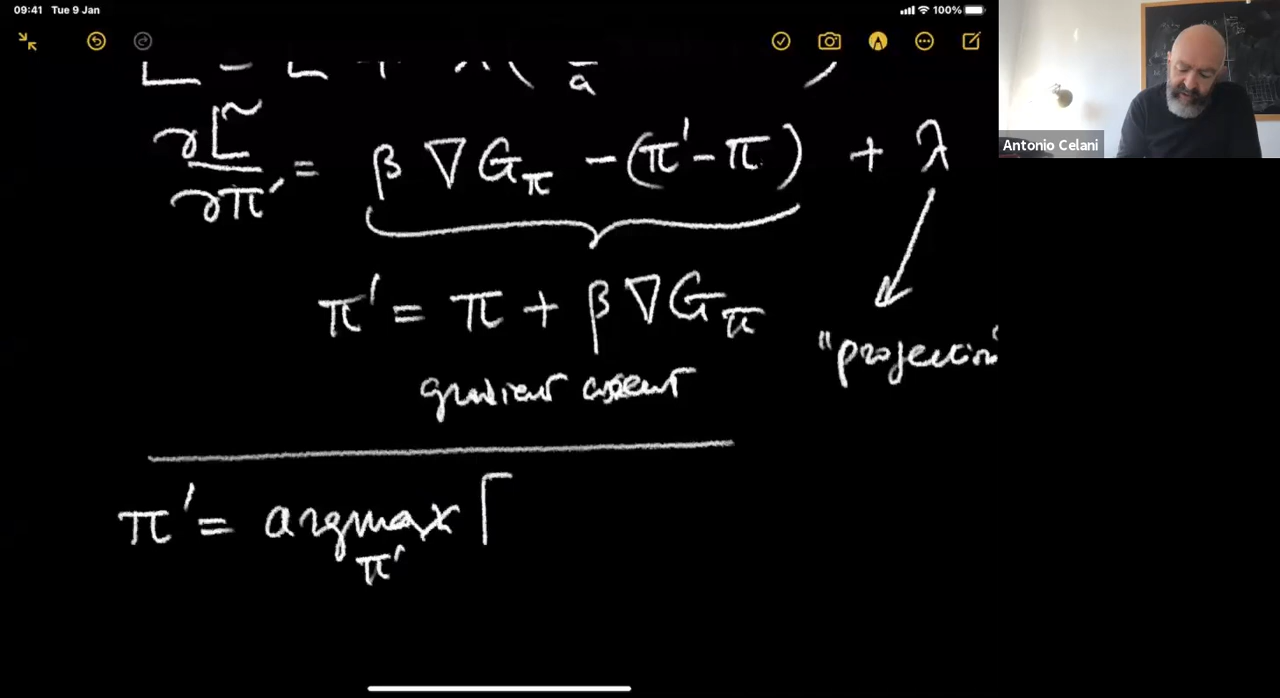 09:41 Tue 9 Jan
100%
Antonio Celani
∂L̃/∂π' = β ∇G_π − (π' − π) + λ
π' = π + β ∇G_π
"projection"
gradient ascent
π' = argmax_π' [